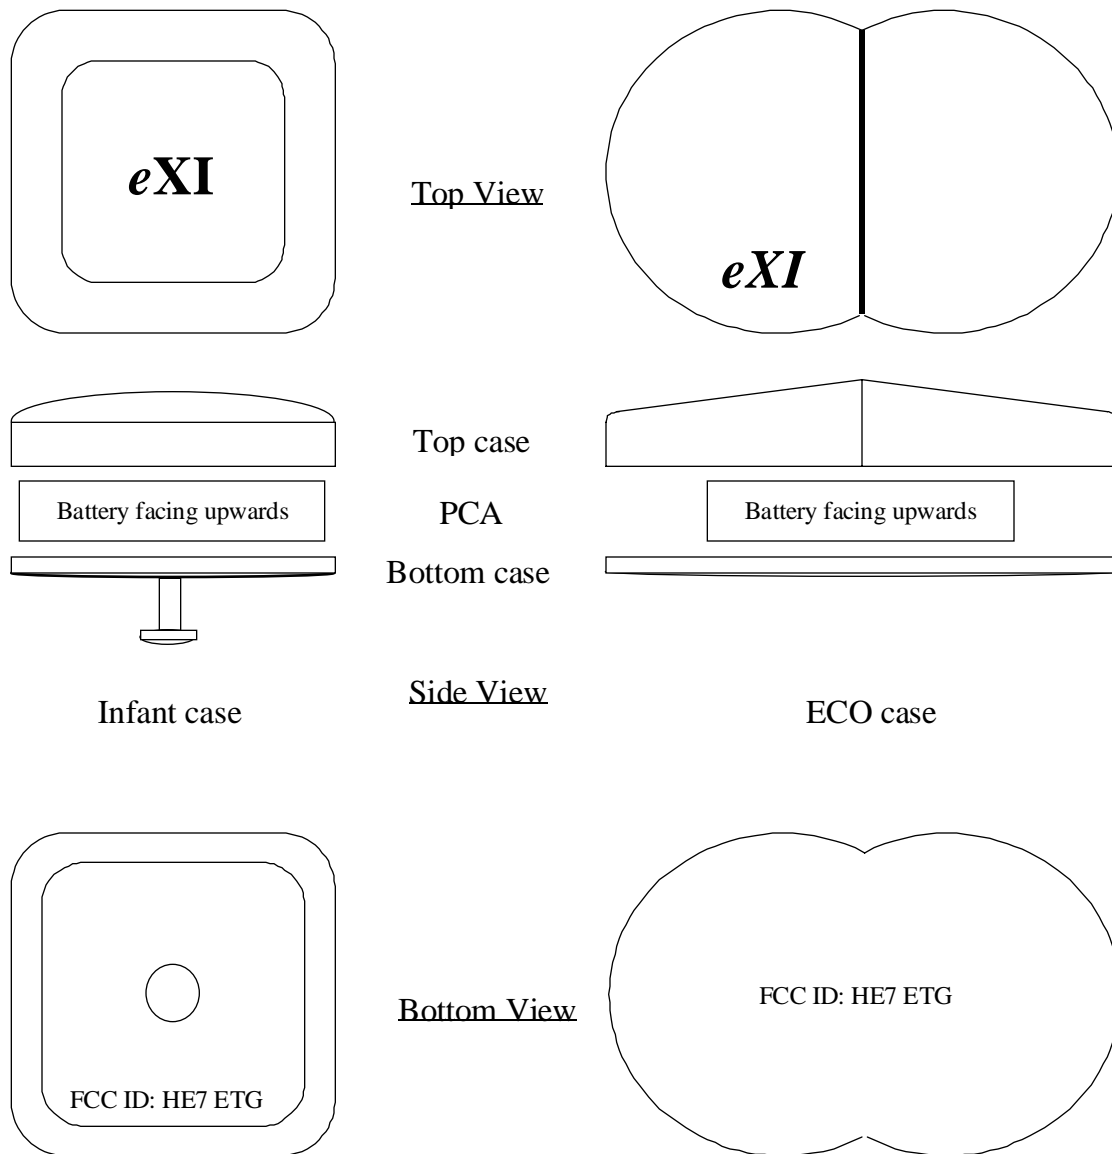 eXI
Top View
eXI
Top case
Battery facing upwards
PCA
Battery facing upwards
Bottom case
Side View
Infant case
ECO case
FCC ID: HE7 ETG
Bottom View
FCC ID: HE7 ETG